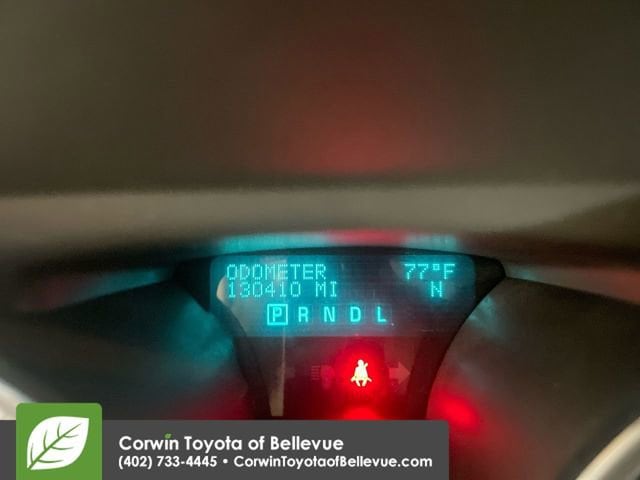 ODOMETER 77°F
130410 MI N
P R N D L
Corwin Toyota of Bellevue
(402) 733-4445 • CorwinToyotaofBellevue.com